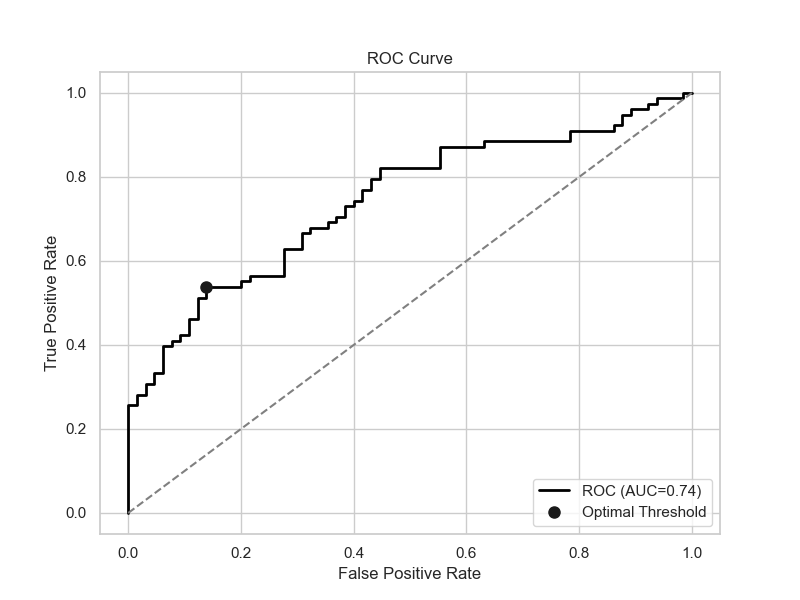 ROC Curve
1.0
0.8
0.6
0.4
0.2
0.0
True Positive Rate
0.0 0.2 0.4 0.6 0.8 1.0
False Positive Rate
ROC (AUC=0.74)
Optimal Threshold